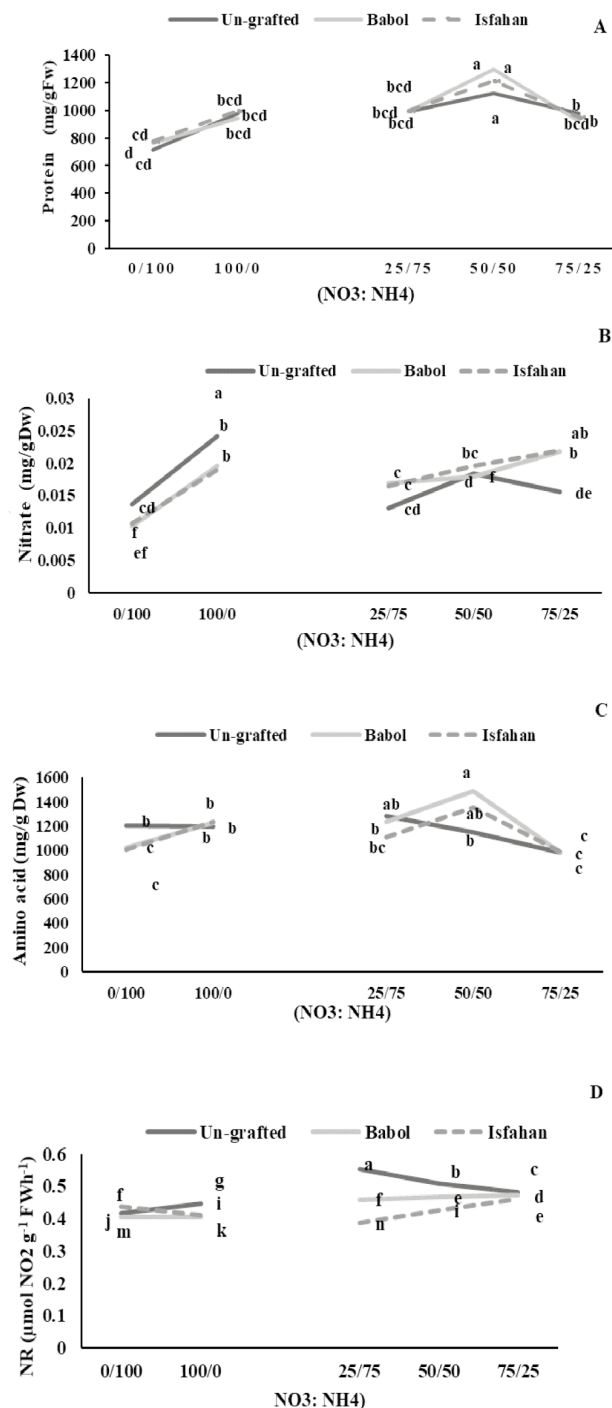 Un-grafted Babol Isfahan
A
1400
1200
1000
800
600
400
200
0
Protein (mg/gFw)
cd
d
cd
bcd
bcd
bcd
bcd
bcd
bcd
a a
a
b
b
bcd
0/100 100/0 25/75 50/50 75/25
(NO3: NH4)
B
Un-grafted Babol Isfahan
0.03
0.025
0.02
0.015
0.01
0.005
0
Nitrate (mg/gDw)
a
b
b
cd
f
ef
c
c
cd
bc
d f
ab
b
de
0/100 100/0 25/75 50/50 75/25
(NO3: NH4)
C
Un-grafted Babol Isfahan
1600
1400
1200
1000
800
600
400
200
0
Amino acid (mg/g Dw)
b
c
c
b
b
b
ab
b
bc
a
ab
b
c
c
c
0/100 100/0 25/75 50/50 75/25
(NO3: NH4)
D
Un-grafted Babol Isfahan
0.6
0.5
0.4
0.3
0.2
0.1
0
NR (µmol NO2 g⁻¹ FWh⁻¹)
f
j
m
g
i
k
a
f
n
b
e
i
c
d
e
0/100 100/0 25/75 50/50 75/25
NO3: NH4)